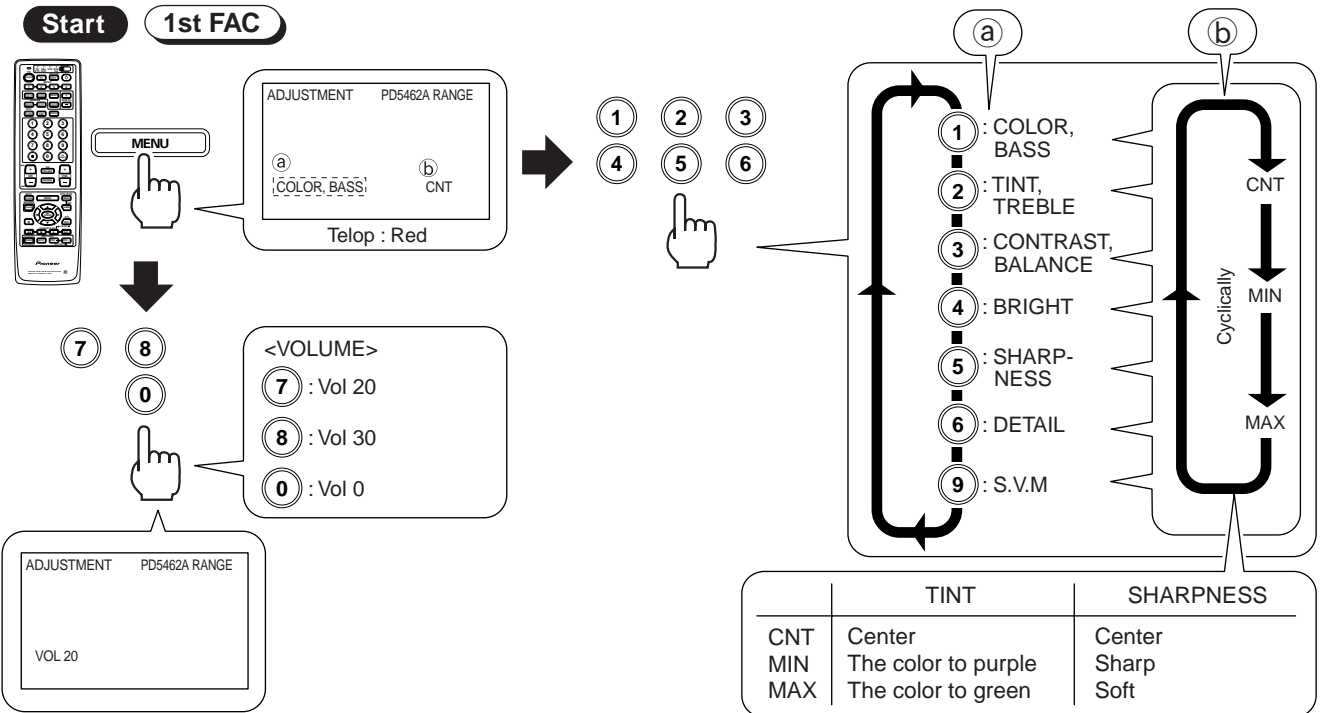 Start
1st FAC
MENU
Pioneer
ADJUSTMENT PD5462A RANGE
ⓐ ⓑ
COLOR, BASS CNT
Telop : Red
1 2 3
4 5 6
7 8
0
<VOLUME>
7 : Vol 20
8 : Vol 30
0 : Vol 0
ADJUSTMENT PD5462A RANGE
VOL 20
ⓐ
1 : COLOR,
BASS
2 : TINT,
TREBLE
3 : CONTRAST,
BALANCE
4 : BRIGHT
5 : SHARP-
NESS
6 : DETAIL
9 : S.V.M
ⓑ
Cyclically
CNT
MIN
MAX
TINT SHARPNESS
CNT Center Center
MIN The color to purple Sharp
MAX The color to green Soft